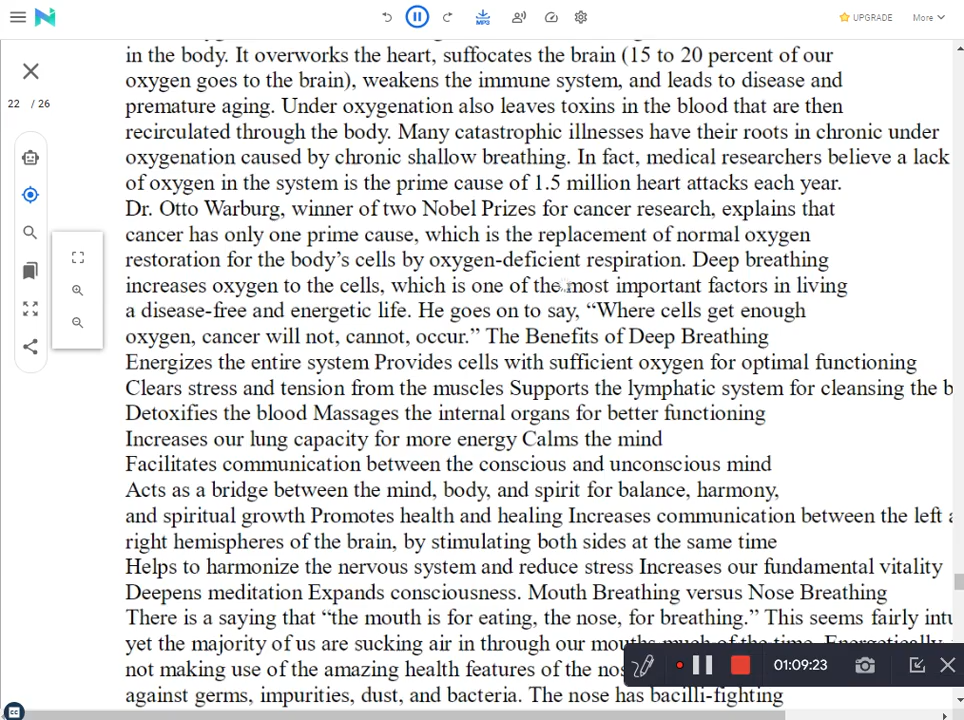 UPGRADE
More
22 / 26
in the body. It overworks the heart, suffocates the brain (15 to 20 percent of our
oxygen goes to the brain), weakens the immune system, and leads to disease and
premature aging. Under oxygenation also leaves toxins in the blood that are then
recirculated through the body. Many catastrophic illnesses have their roots in chronic under
oxygenation caused by chronic shallow breathing. In fact, medical researchers believe a lack
of oxygen in the system is the prime cause of 1.5 million heart attacks each year.
Dr. Otto Warburg, winner of two Nobel Prizes for cancer research, explains that
cancer has only one prime cause, which is the replacement of normal oxygen
restoration for the body’s cells by oxygen-deficient respiration. Deep breathing
increases oxygen to the cells, which is one of the most important factors in living
a disease-free and energetic life. He goes on to say, “Where cells get enough
oxygen, cancer will not, cannot, occur.” The Benefits of Deep Breathing
Energizes the entire system Provides cells with sufficient oxygen for optimal functioning
Clears stress and tension from the muscles Supports the lymphatic system for cleansing the b
Detoxifies the blood Massages the internal organs for better functioning
Increases our lung capacity for more energy Calms the mind
Facilitates communication between the conscious and unconscious mind
Acts as a bridge between the mind, body, and spirit for balance, harmony,
and spiritual growth Promotes health and healing Increases communication between the left a
right hemispheres of the brain, by stimulating both sides at the same time
Helps to harmonize the nervous system and reduce stress Increases our fundamental vitality
Deepens meditation Expands consciousness. Mouth Breathing versus Nose Breathing
There is a saying that “the mouth is for eating, the nose, for breathing.” This seems fairly intu
yet the majority of us are sucking air in through our mouths much of the time. Energetically
not making use of the amazing health features of the nos
against germs, impurities, dust, and bacteria. The nose has bacilli-fighting
01:09:23